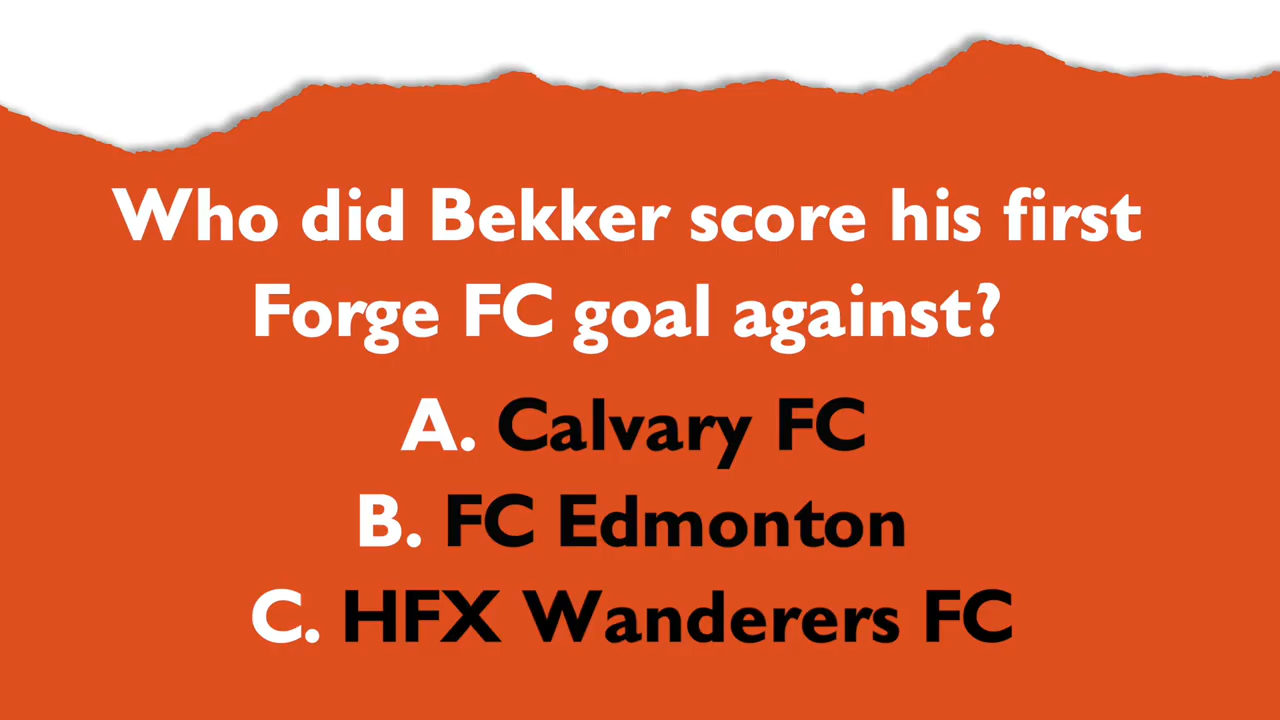 Who did Bekker score his first
Forge FC goal against?
A. Calvary FC
B. FC Edmonton
C. HFX Wanderers FC